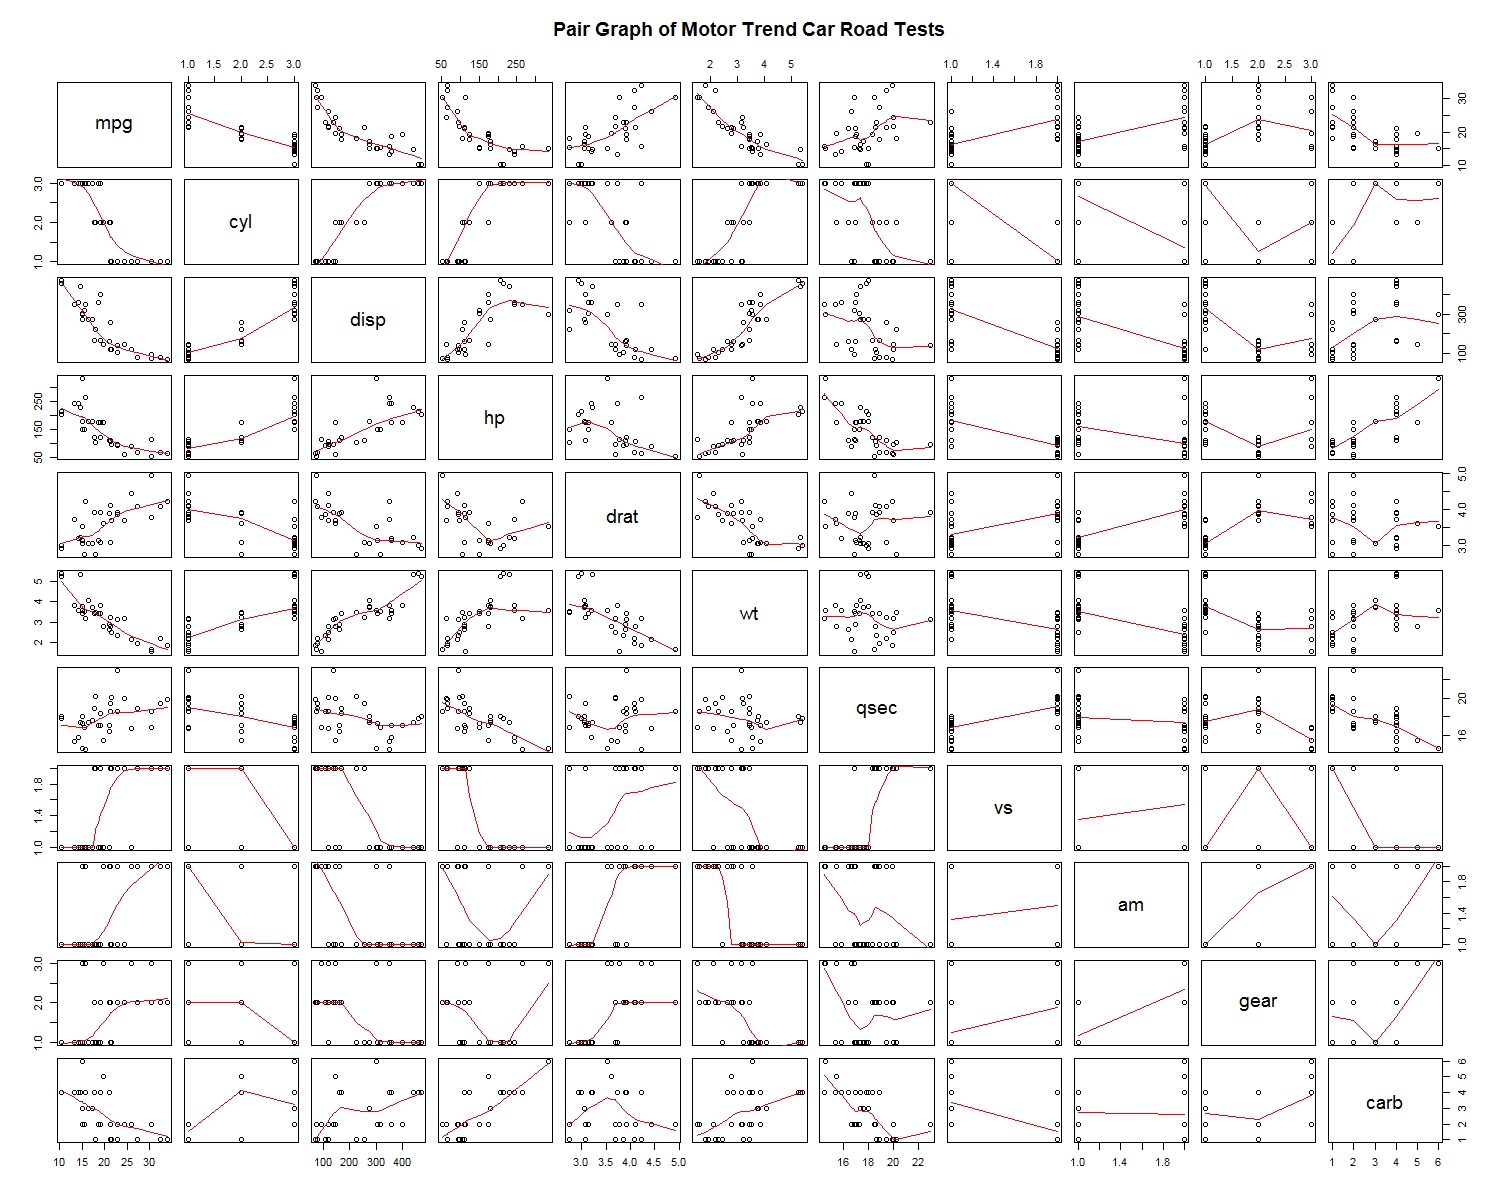 Pair Graph of Motor Trend Car Road Tests
1.0 1.5 2.0 2.5 3.0 50 150 250 2 3 4 5 1.0 1.4 1.8 1.0 1.5 2.0 2.5 3.0
mpg 10 20 30
1.0 2.0 3.0 cyl
disp 100 300
50 150 250 hp
drat 3.0 4.0 5.0
2 3 4 5 wt
qsec 16 20
1.0 1.4 1.8 vs
am 1.0 1.4 1.8
1.0 2.0 3.0 gear
carb 1 2 3 4 5 6
10 15 20 25 30 100 200 300 400 3.0 3.5 4.0 4.5 5.0 16 18 20 22 1.0 1.4 1.8 1 2 3 4 5 6